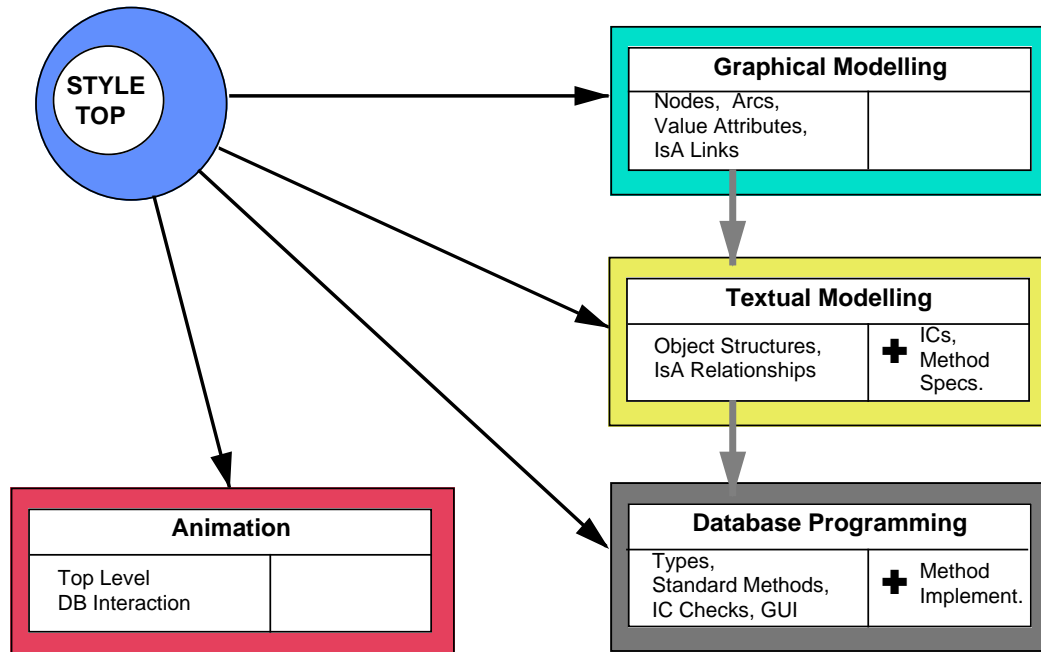 STYLE
TOP
Graphical Modelling
Nodes, Arcs,
Value Attributes,
IsA Links
Textual Modelling
Object Structures,
IsA Relationships
+ ICs,
Method
Specs.
Animation
Top Level
DB Interaction
Database Programming
Types,
Standard Methods,
IC Checks, GUI
+ Method
Implement.